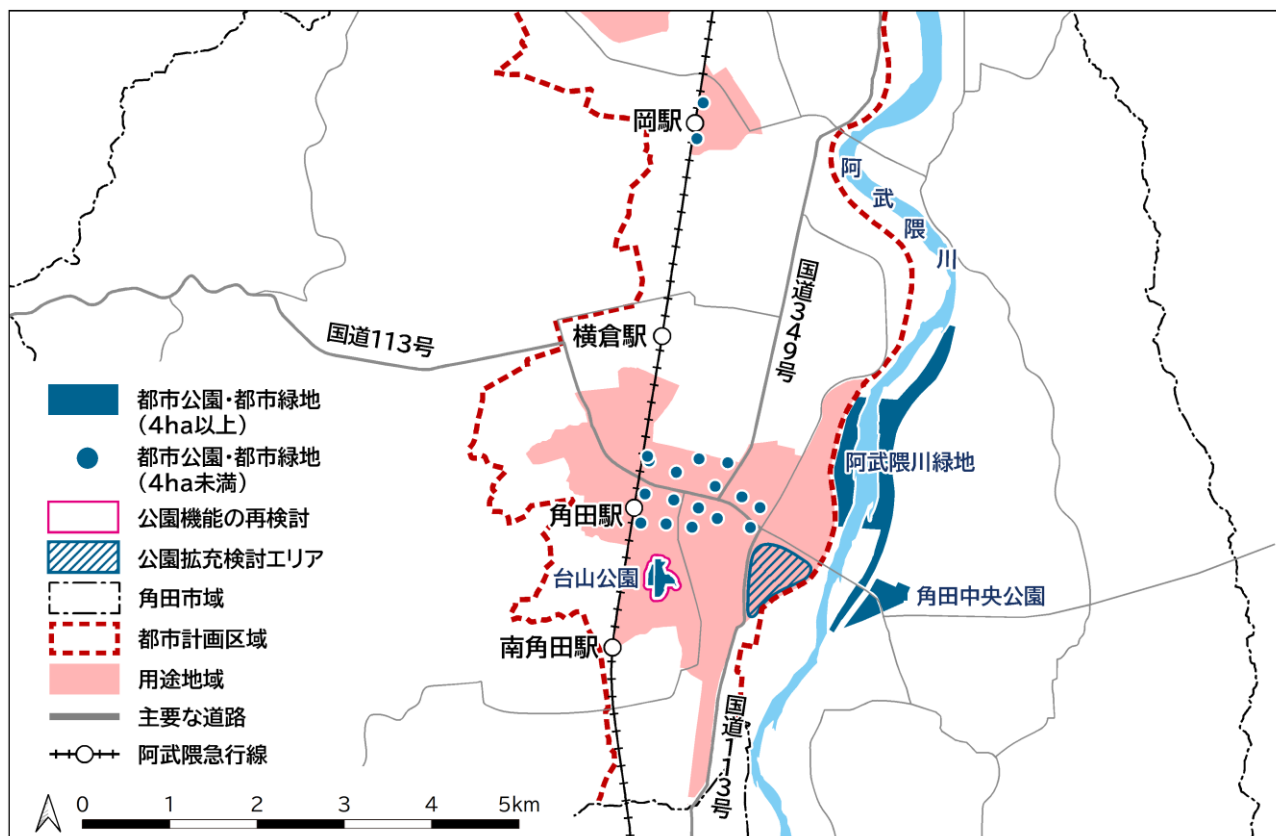 岡駅
阿武隈川
国道349号
国道113号
横倉駅
都市公園・都市緑地
(4ha以上)
都市公園・都市緑地
(4ha未満)
公園機能の再検討
公園拡充検討エリア
角田市域
都市計画区域
用途地域
主要な道路
阿武隈急行線
阿武隈川緑地
角田駅
台山公園
角田中央公園
南角田駅
国道113号
0 1 2 3 4 5km